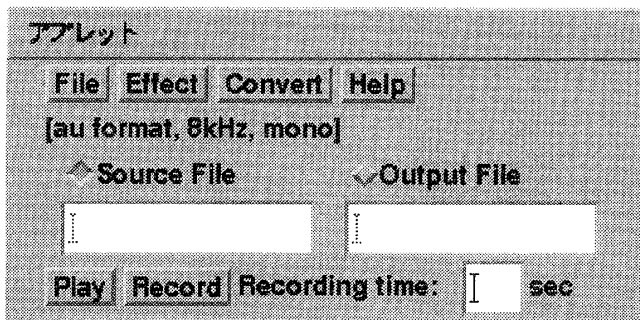 アプレット
File Effect Convert Help
[au format, 8kHz, mono]
Source File Output File
Play Record Recording time: sec